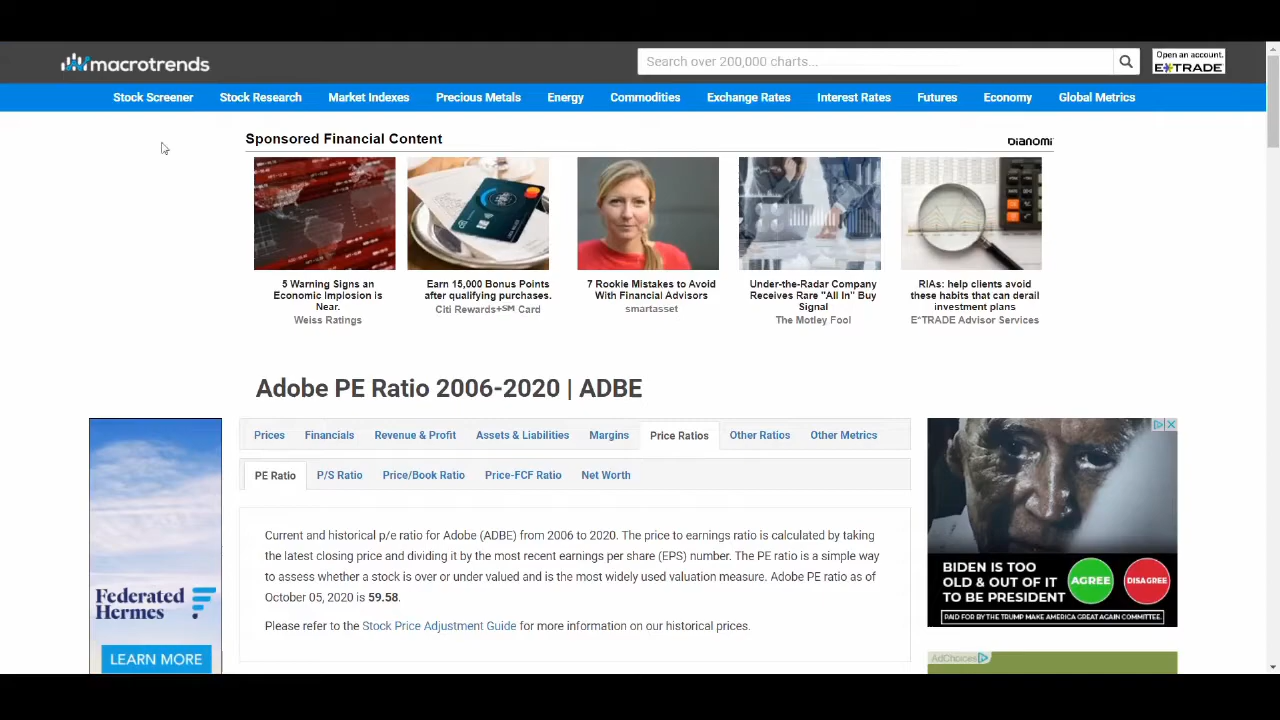 macrotrends
Search over 200,000 charts...
Open an account.
E*TRADE
Stock Screener Stock Research Market Indexes Precious Metals Energy Commodities Exchange Rates Interest Rates Futures Economy Global Metrics
Sponsored Financial Content
DIANOMI
5 Warning Signs an
Economic Implosion is
Near.
Weiss Ratings
Earn 15,000 Bonus Points
after qualifying purchases.
Citi Rewards+℠ Card
7 Rookie Mistakes to Avoid
With Financial Advisors
smartasset
Under-the-Radar Company
Receives Rare "All In" Buy
Signal
The Motley Fool
RIAs: help clients avoid
these habits that can derail
investment plans
E*TRADE Advisor Services
Adobe PE Ratio 2006-2020 | ADBE
Prices Financials Revenue & Profit Assets & Liabilities Margins Price Ratios Other Ratios Other Metrics
PE Ratio P/S Ratio Price/Book Ratio Price-FCF Ratio Net Worth
Current and historical p/e ratio for Adobe (ADBE) from 2006 to 2020. The price to earnings ratio is calculated by taking
the latest closing price and dividing it by the most recent earnings per share (EPS) number. The PE ratio is a simple way
to assess whether a stock is over or under valued and is the most widely used valuation measure. Adobe PE ratio as of
October 05, 2020 is 59.58.
Please refer to the Stock Price Adjustment Guide for more information on our historical prices.
Federated
Hermes
LEARN MORE
BIDEN IS TOO
OLD & OUT OF IT
TO BE PRESIDENT
AGREE
DISAGREE
PAID FOR BY THE TRUMP MAKE AMERICA GREAT AGAIN COMMITTEE.
AdChoices